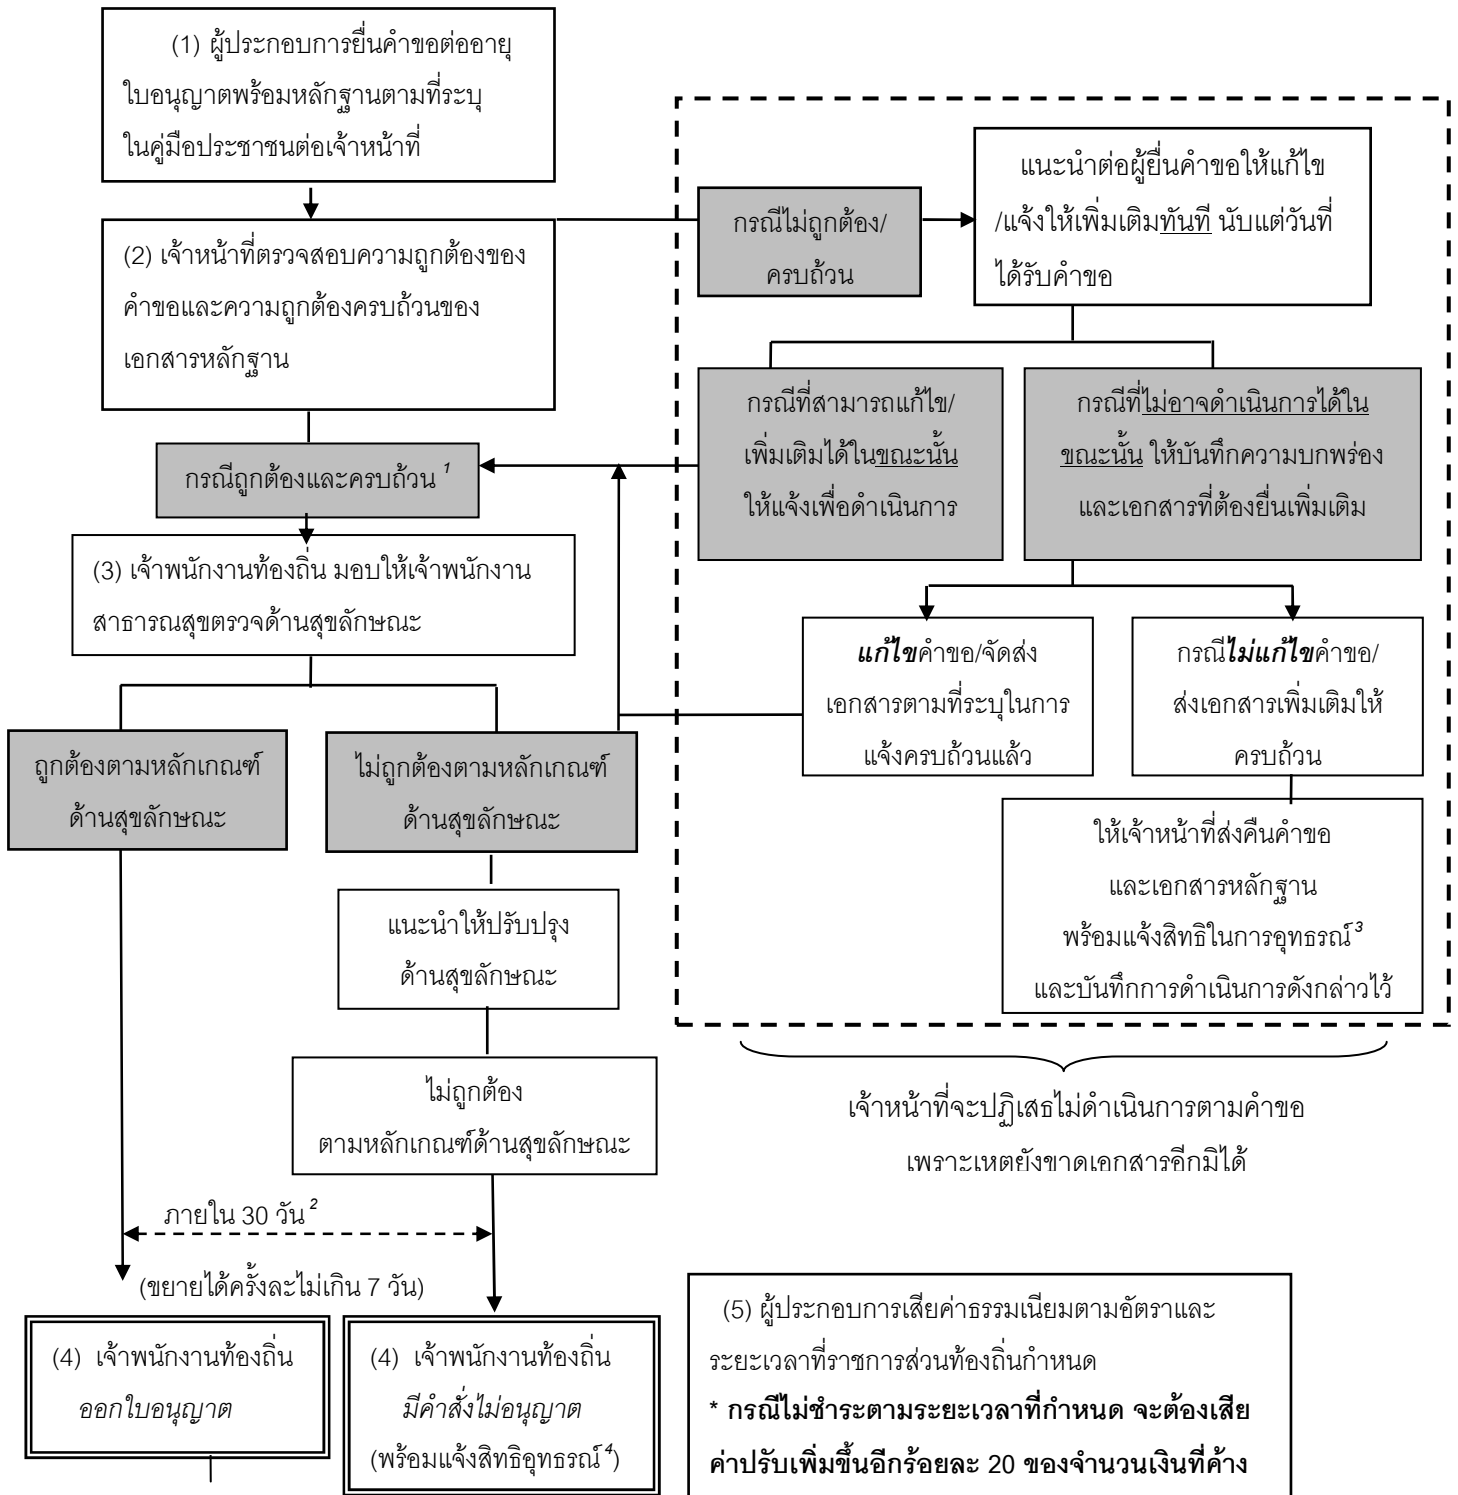 (1) ผู้ประกอบการยื่นคำขอต่ออายุ
ใบอนุญาตพร้อมหลักฐานตามที่ระบุ
ในคู่มือประชาชนต่อเจ้าหน้าที่
(2) เจ้าหน้าที่ตรวจสอบความถูกต้องของ
คำขอและความถูกต้องครบถ้วนของ
เอกสารหลักฐาน
กรณีไม่ถูกต้อง/
ครบถ้วน
แนะนำต่อผู้ยื่นคำขอให้แก้ไข
/แจ้งให้เพิ่มเติมทันที นับแต่วันที่
ได้รับคำขอ
กรณีที่สามารถแก้ไข/
เพิ่มเติมได้ในขณะนั้น
ให้แจ้งเพื่อดำเนินการ
กรณีที่ไม่อาจดำเนินการได้ใน
ขณะนั้น ให้บันทึกความบกพร่อง
และเอกสารที่ต้องยื่นเพิ่มเติม
กรณีถูกต้องและครบถ้วน 1
(3) เจ้าพนักงานท้องถิ่น มอบให้เจ้าพนักงาน
สาธารณสุขตรวจด้านสุขลักษณะ
แก้ไขคำขอ/จัดส่ง
เอกสารตามที่ระบุในการ
แจ้งครบถ้วนแล้ว
กรณีไม่แก้ไขคำขอ/
ส่งเอกสารเพิ่มเติมให้
ครบถ้วน
ถูกต้องตามหลักเกณฑ์
ด้านสุขลักษณะ
ไม่ถูกต้องตามหลักเกณฑ์
ด้านสุขลักษณะ
ให้เจ้าหน้าที่ส่งคืนคำขอ
และเอกสารหลักฐาน
พร้อมแจ้งสิทธิในการอุทธรณ์ 3
และบันทึกการดำเนินการดังกล่าวไว้
แนะนำให้ปรับปรุง
ด้านสุขลักษณะ
ไม่ถูกต้อง
ตามหลักเกณฑ์ด้านสุขลักษณะ
เจ้าหน้าที่จะปฏิเสธไม่ดำเนินการตามคำขอ
เพราะเหตุยังขาดเอกสารอีกมิได้
ภายใน 30 วัน 2
(ขยายได้ครั้งละไม่เกิน 7 วัน)
(4) เจ้าพนักงานท้องถิ่น
ออกใบอนุญาต
(4) เจ้าพนักงานท้องถิ่น
มีคำสั่งไม่อนุญาต
(พร้อมแจ้งสิทธิอุทธรณ์ 4)
(5) ผู้ประกอบการเสียค่าธรรมเนียมตามอัตราและ
ระยะเวลาที่ราชการส่วนท้องถิ่นกำหนด
* กรณีไม่ชำระตามระยะเวลาที่กำหนด จะต้องเสีย
ค่าปรับเพิ่มขึ้นอีกร้อยละ 20 ของจำนวนเงินที่ค้าง